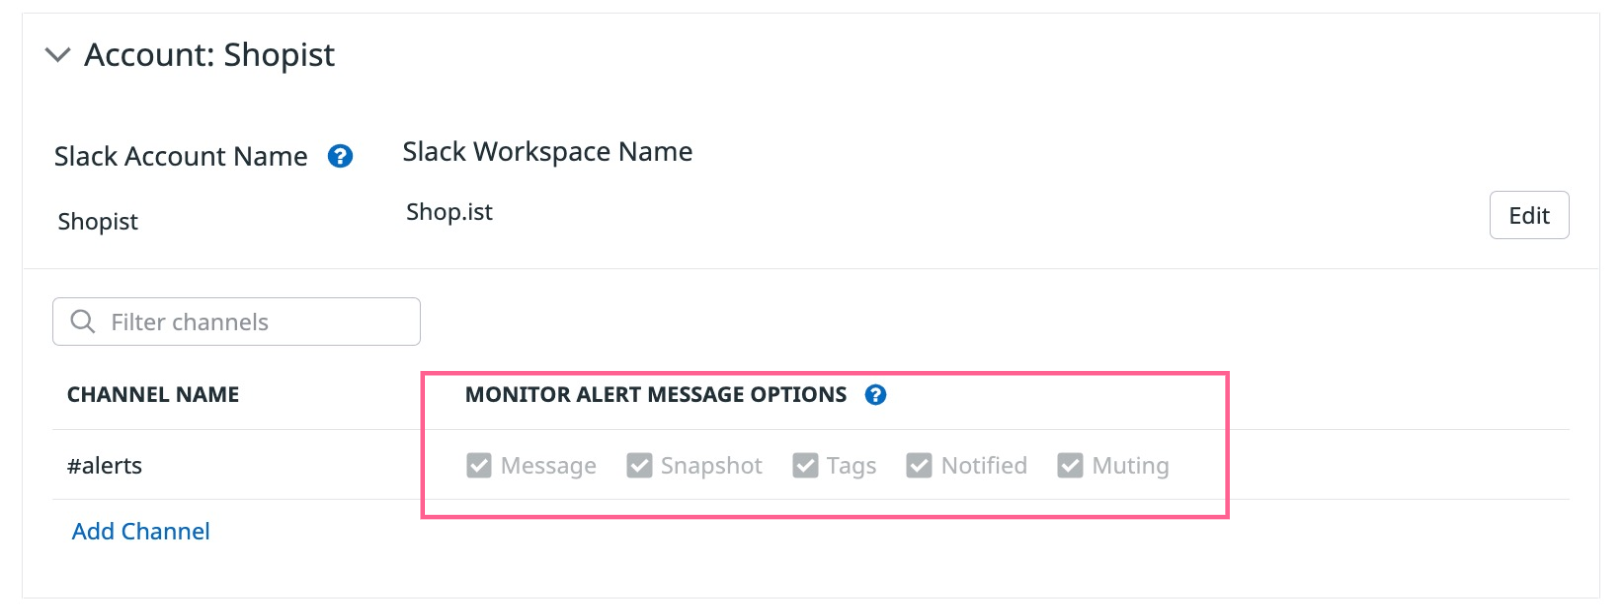 Account: Shopist
Slack Account Name ?
Slack Workspace Name
Shopist
Shop.ist
Edit
Filter channels
CHANNEL NAME
MONITOR ALERT MESSAGE OPTIONS ?
#alerts
Message Snapshot Tags Notified Muting
Add Channel